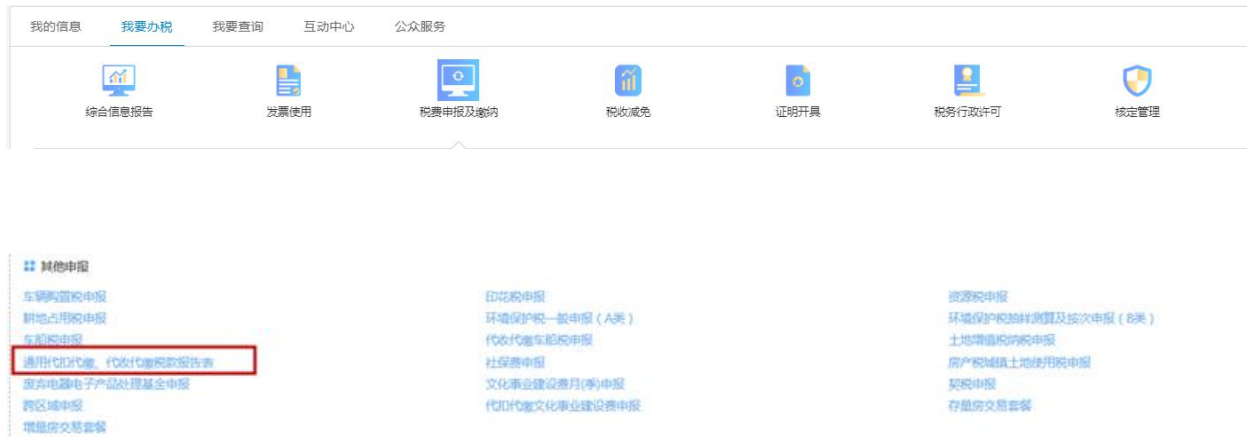 我的信息 我要办税 我要查询 互动中心 公众服务
综合信息报告 发票使用 税费申报及缴纳 税收减免 证明开具 税务行政许可 核定管理
其他申报
车辆购置税申报 印花税申报 资源税申报
耕地占用税申报 环境保护税一般申报（A类） 环境保护税抽样测算及按次申报（B类）
车船税申报 代收代缴车船税申报 土地增值税纳税申报
通用代扣代缴、代收代缴税款报告表 社保费申报 房产税城镇土地使用税申报
废弃电器电子产品处理基金申报 文化事业建设费月(季)申报 契税申报
跨区域申报 代扣代缴文化事业建设费申报 存量房交易套餐
增量房交易套餐